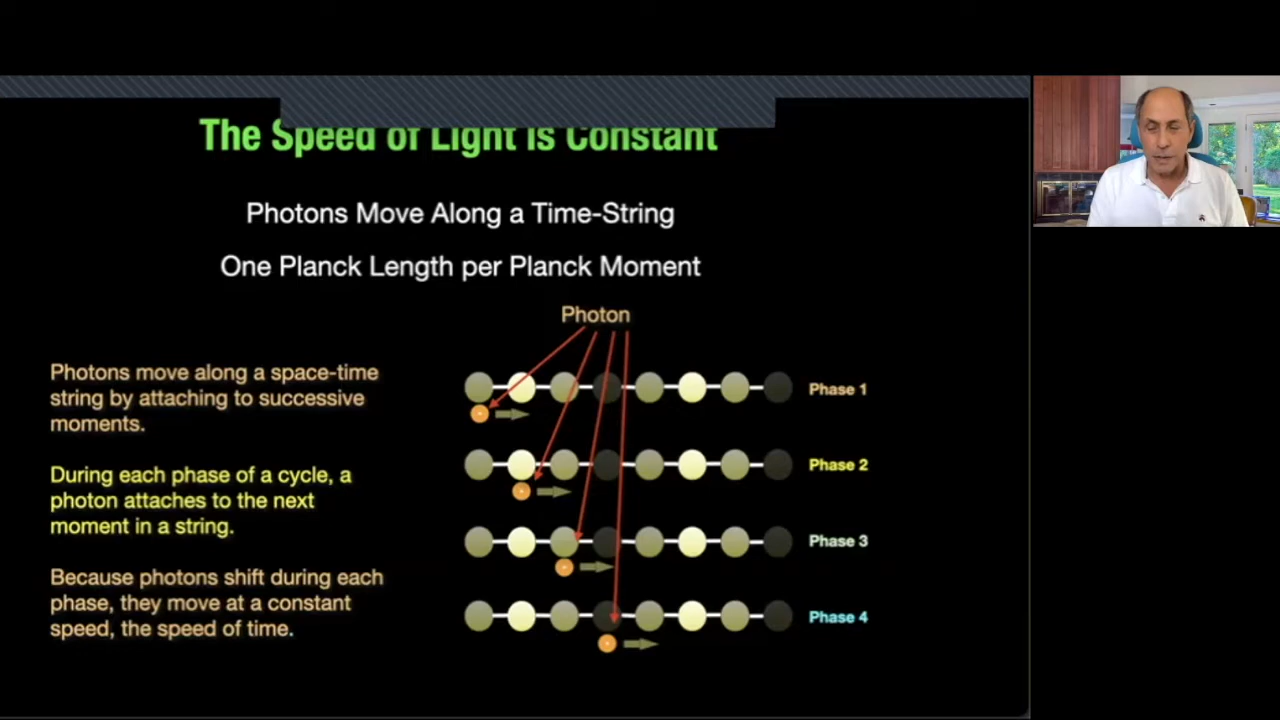 The Speed of Light is Constant
Photons Move Along a Time-String
One Planck Length per Planck Moment
Photon
Photons move along a space-time
string by attaching to successive
moments.
During each phase of a cycle, a
photon attaches to the next
moment in a string.
Because photons shift during each
phase, they move at a constant
speed, the speed of time.
Phase 1
Phase 2
Phase 3
Phase 4